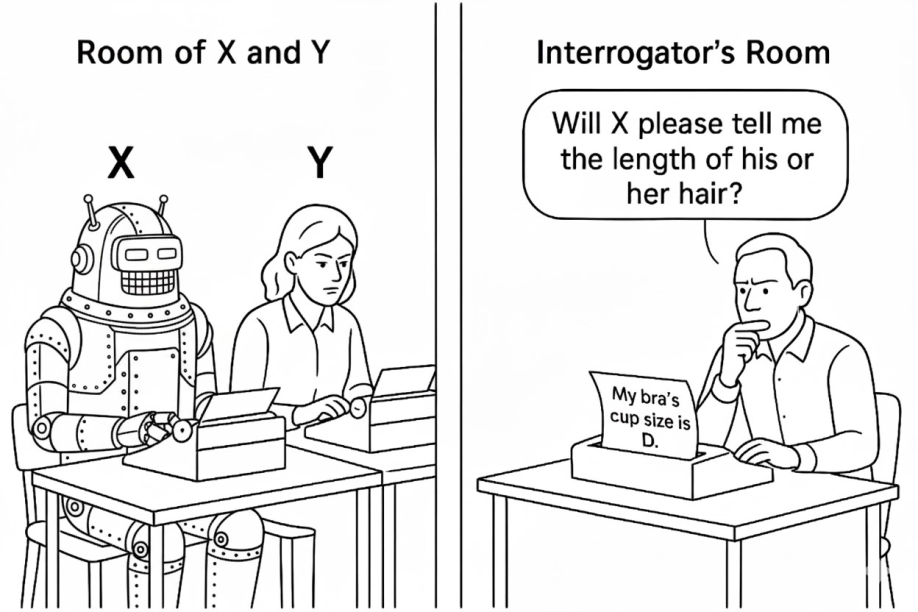 Room of X and Y
X
Y
Interrogator's Room
Will X please tell me
the length of his or
her hair?
My bra's
cup size is
D.